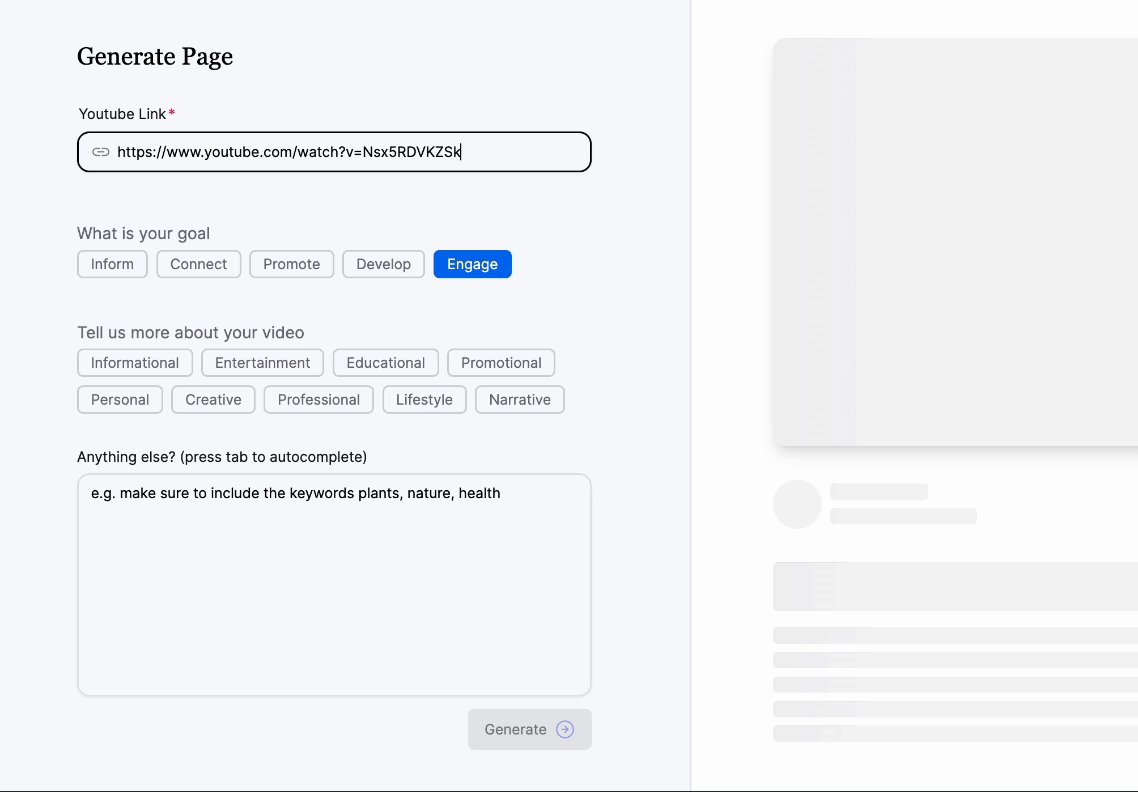 Generate Page
Youtube Link*
https://www.youtube.com/watch?v=Nsx5RDVKZSk
What is your goal
Inform Connect Promote Develop Engage
Tell us more about your video
Informational Entertainment Educational Promotional
Personal Creative Professional Lifestyle Narrative
Anything else? (press tab to autocomplete)
e.g. make sure to include the keywords plants, nature, health
Generate